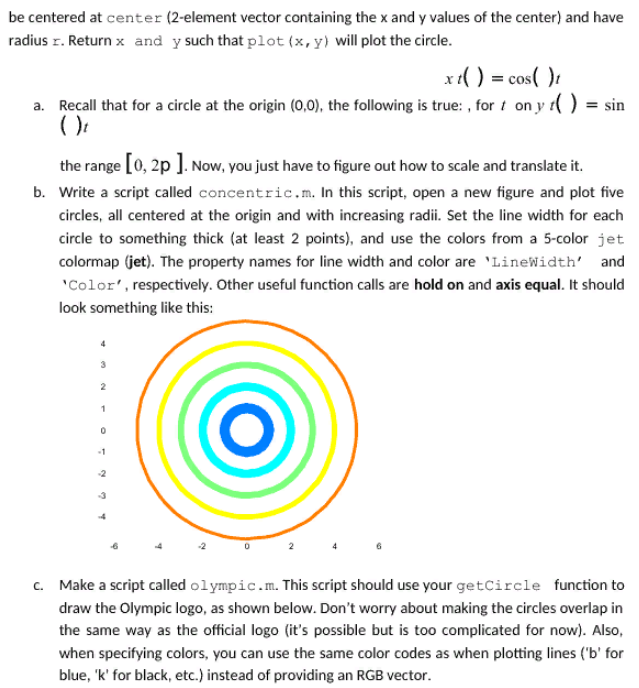 be centered at center (2-element vector containing the x and y values of the center) and have
radius r. Return x and y such that plot(x,y) will plot the circle.
x t( ) = cos( )t
a. Recall that for a circle at the origin (0,0), the following is true: , for t on y t( ) = sin
( )t
the range [0, 2p ]. Now, you just have to figure out how to scale and translate it.
b. Write a script called concentric.m. In this script, open a new figure and plot five
circles, all centered at the origin and with increasing radii. Set the line width for each
circle to something thick (at least 2 points), and use the colors from a 5-color jet
colormap (jet). The property names for line width and color are 'LineWidth' and
'Color', respectively. Other useful function calls are hold on and axis equal. It should
look something like this:
4
3
2
1
0
-1
-2
-3
-4
-6 -4 -2 0 2 4 6
c. Make a script called olympic.m. This script should use your getCircle function to
draw the Olympic logo, as shown below. Don't worry about making the circles overlap in
the same way as the official logo (it's possible but is too complicated for now). Also,
when specifying colors, you can use the same color codes as when plotting lines ('b' for
blue, 'k' for black, etc.) instead of providing an RGB vector.